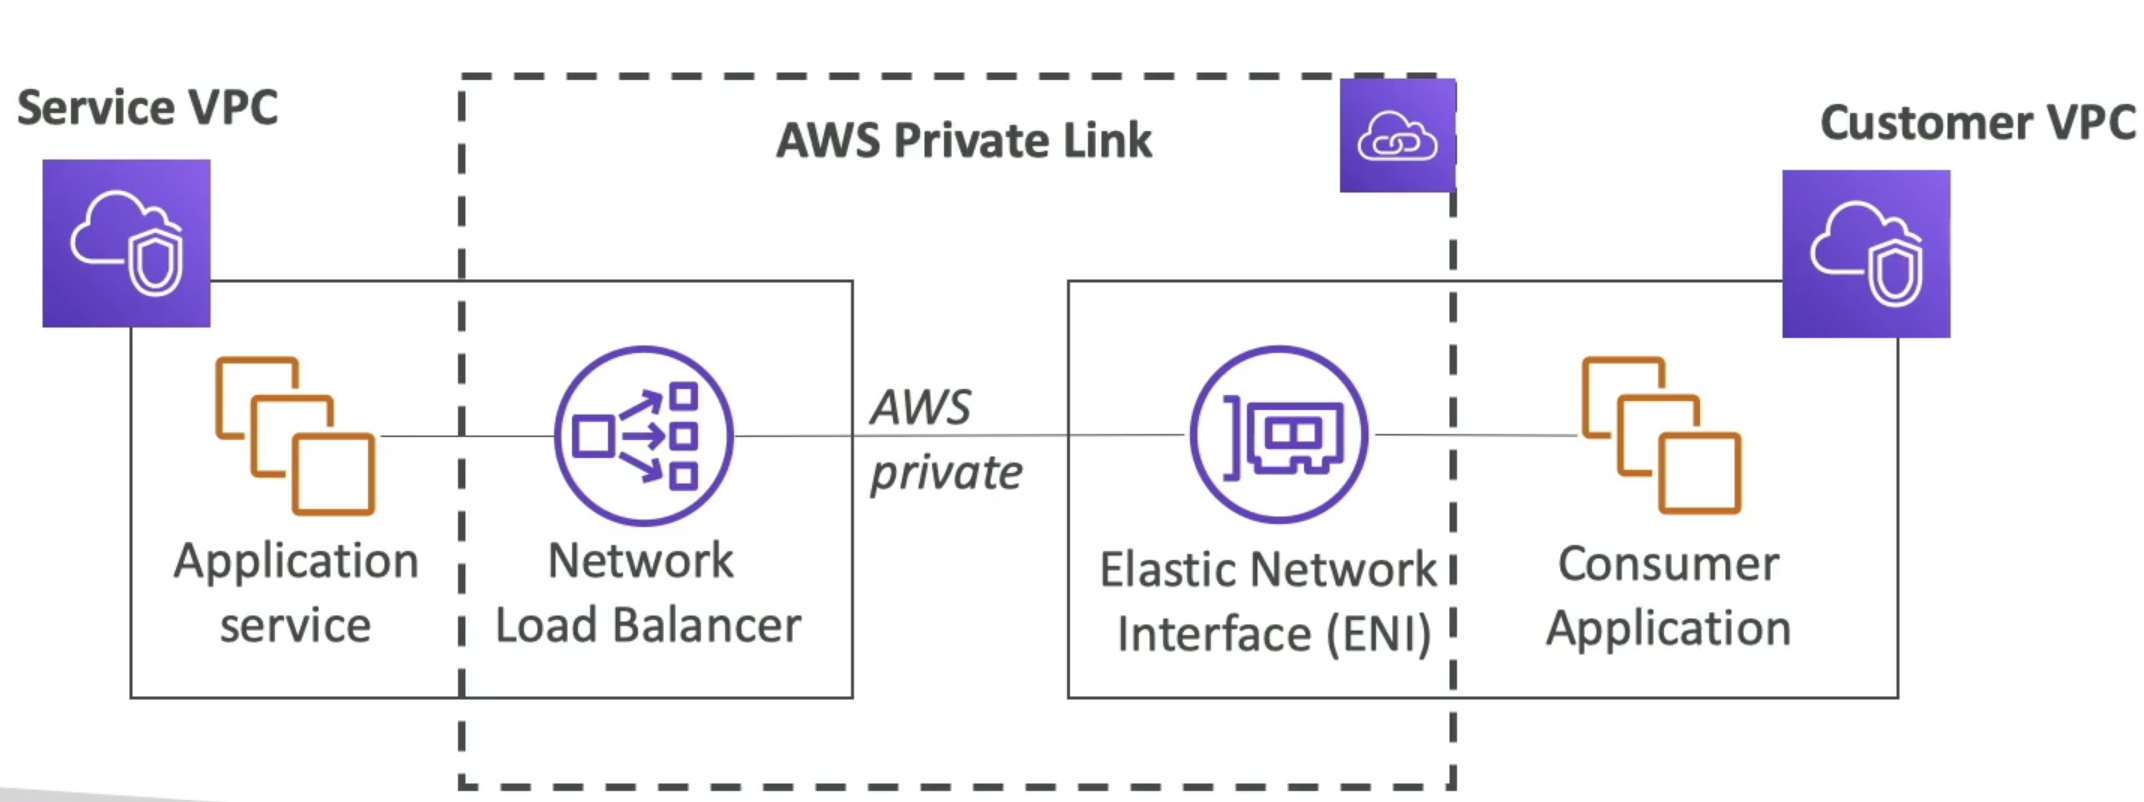 Service VPC
AWS Private Link
Customer VPC
Application
service
Network
Load Balancer
AWS
private
Elastic Network
Interface (ENI)
Consumer
Application